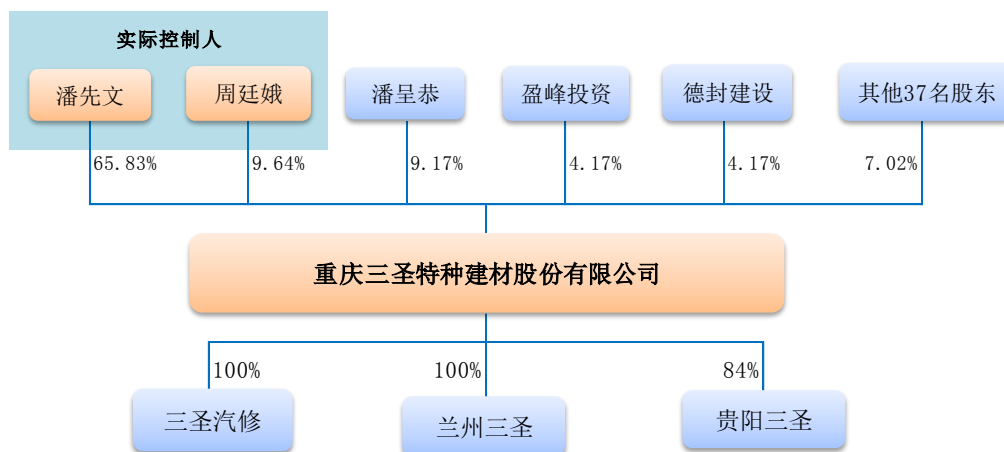 实际控制人
潘先文
周廷娥
潘呈恭
盈峰投资
德封建设
其他37名股东
65.83%
9.64%
9.17%
4.17%
4.17%
7.02%
重庆三圣特种建材股份有限公司
100%
100%
84%
三圣汽修
兰州三圣
贵阳三圣